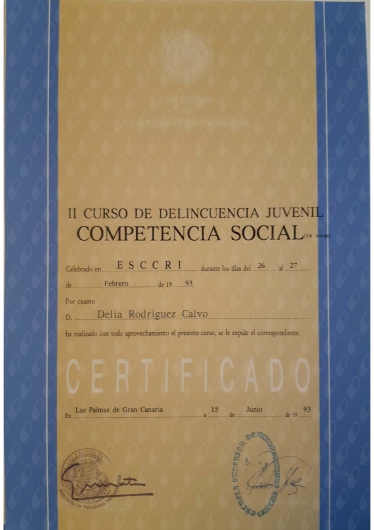 II CURSO DE DELINCUENCIA JUVENIL
COMPETENCIA SOCIAL
Celebrado en ESCCRI durante los días del 26 al 27
de Febrero de 19 93
Por cuanto
D. Delia Rodriguez Calvo
ha realizado con todo aprovechamiento el presente curso, se le expide el correspondiente.
CERTIFICADO
En Las Palmas de Gran Canaria a 15 de Junio de 19 93